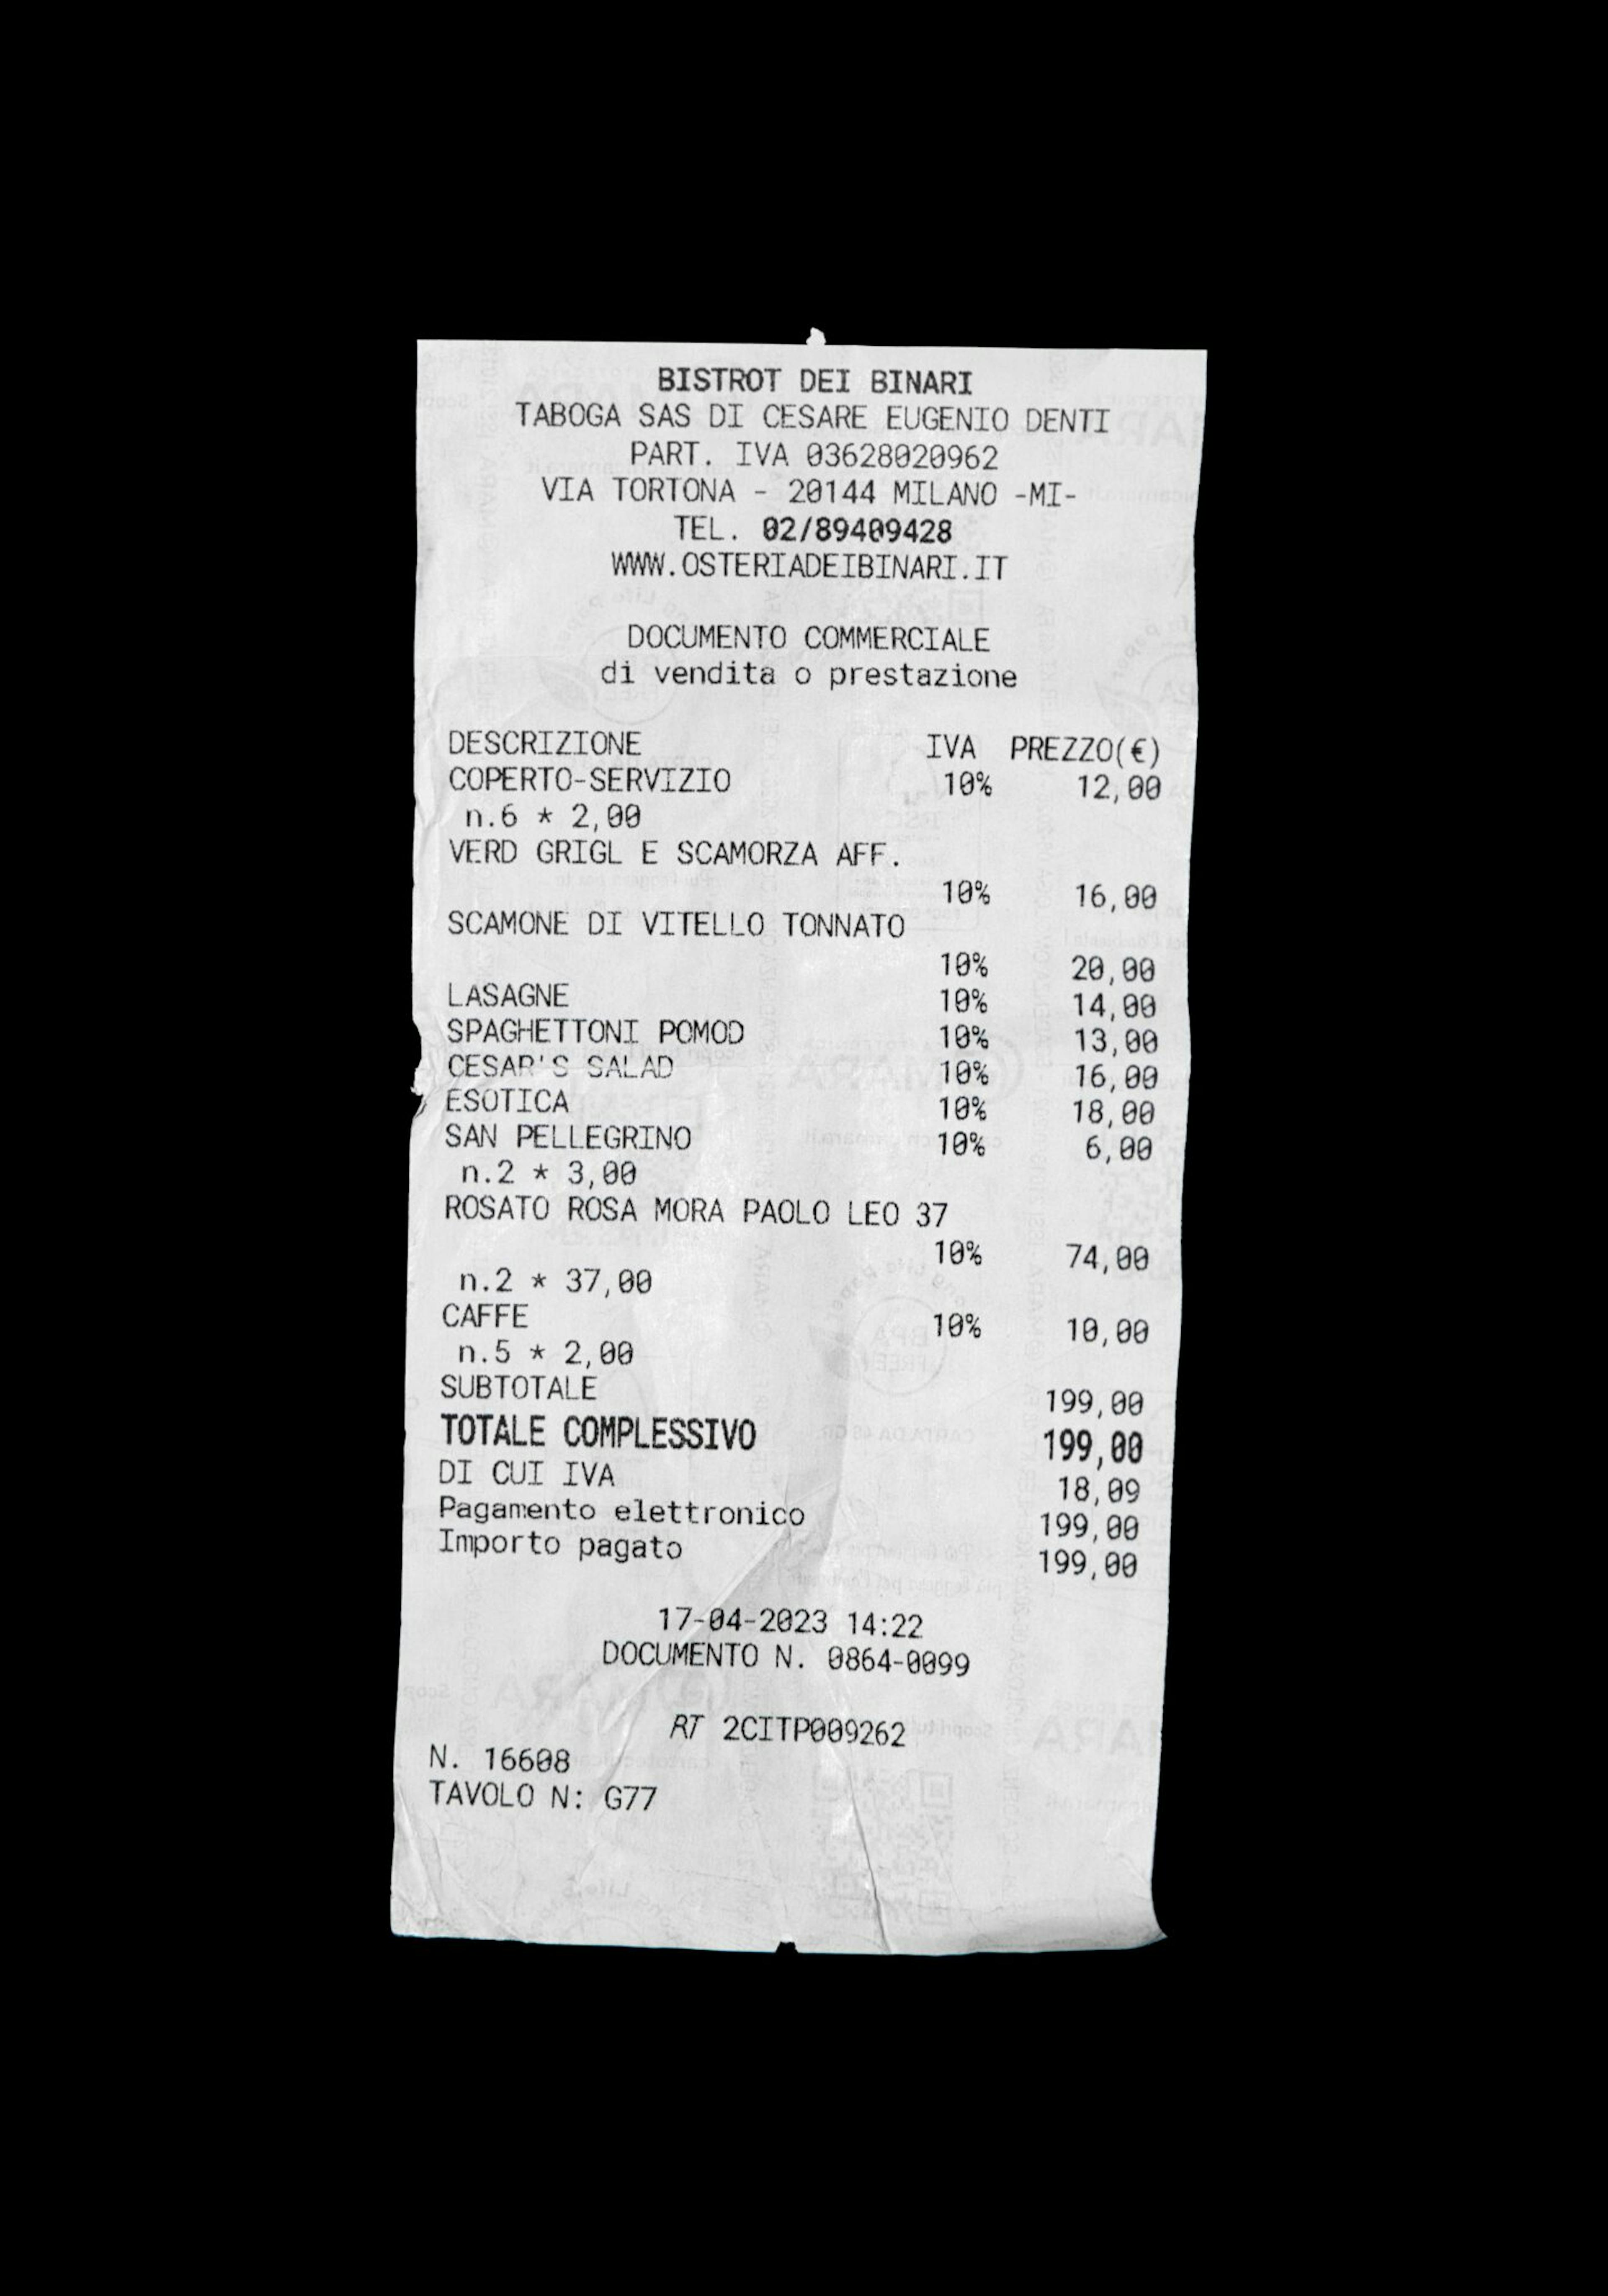 BISTROT DEI BINARI
TABOGA SAS DI CESARE EUGENIO DENTI
PART. IVA 03628020962
VIA TORTONA - 20144 MILANO -MI-
TEL. 02/89409428
WWW.OSTERIADEIBINARI.IT
DOCUMENTO COMMERCIALE
di vendita o prestazione
DESCRIZIONE IVA PREZZO(€)
COPERTO-SERVIZIO 10% 12,00
n.6 * 2,00
VERD GRIGL E SCAMORZA AFF.
10% 16,00
SCAMONE DI VITELLO TONNATO
10% 20,00
LASAGNE 10% 14,00
SPAGHETTONI POMOD 10% 13,00
CESAR'S SALAD 10% 16,00
ESOTICA 10% 18,00
SAN PELLEGRINO 10% 6,00
n.2 * 3,00
ROSATO ROSA MORA PAOLO LEO 37
10% 74,00
n.2 * 37,00
CAFFE 10% 10,00
n.5 * 2,00
SUBTOTALE 199,00
TOTALE COMPLESSIVO 199,00
DI CUI IVA 18,09
Pagamento elettronico 199,00
Importo pagato 199,00
17-04-2023 14:22
DOCUMENTO N. 0864-0099
RT 2CITP009262
N. 16608
TAVOLO N: G77